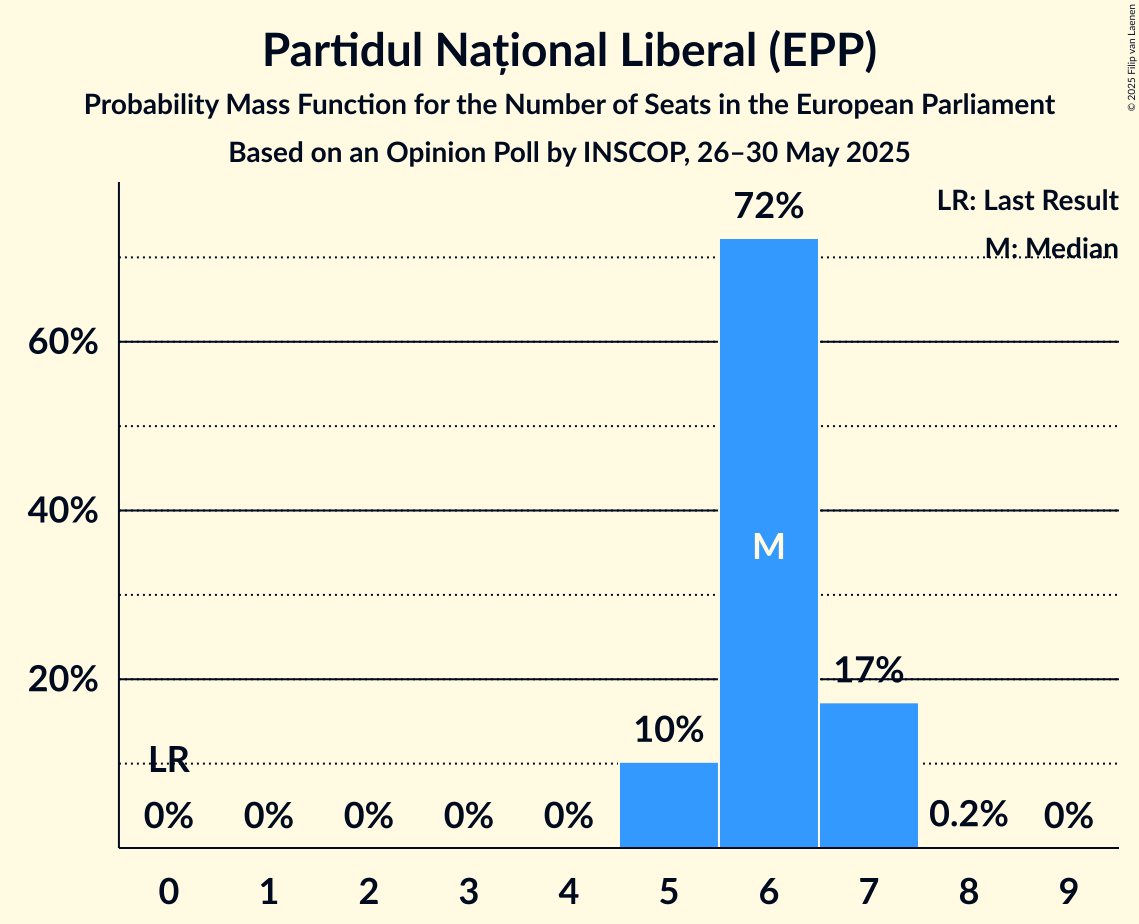 Partidul Național Liberal (EPP)
Probability Mass Function for the Number of Seats in the European Parliament
Based on an Opinion Poll by INSCOP, 26–30 May 2025
© 2025 Filip van Laenen
LR: Last Result
M: Median
72%
60%
40%
M
20%
17%
10%
LR
0% 0% 0% 0% 0% 0.2% 0%
0 1 2 3 4 5 6 7 8 9